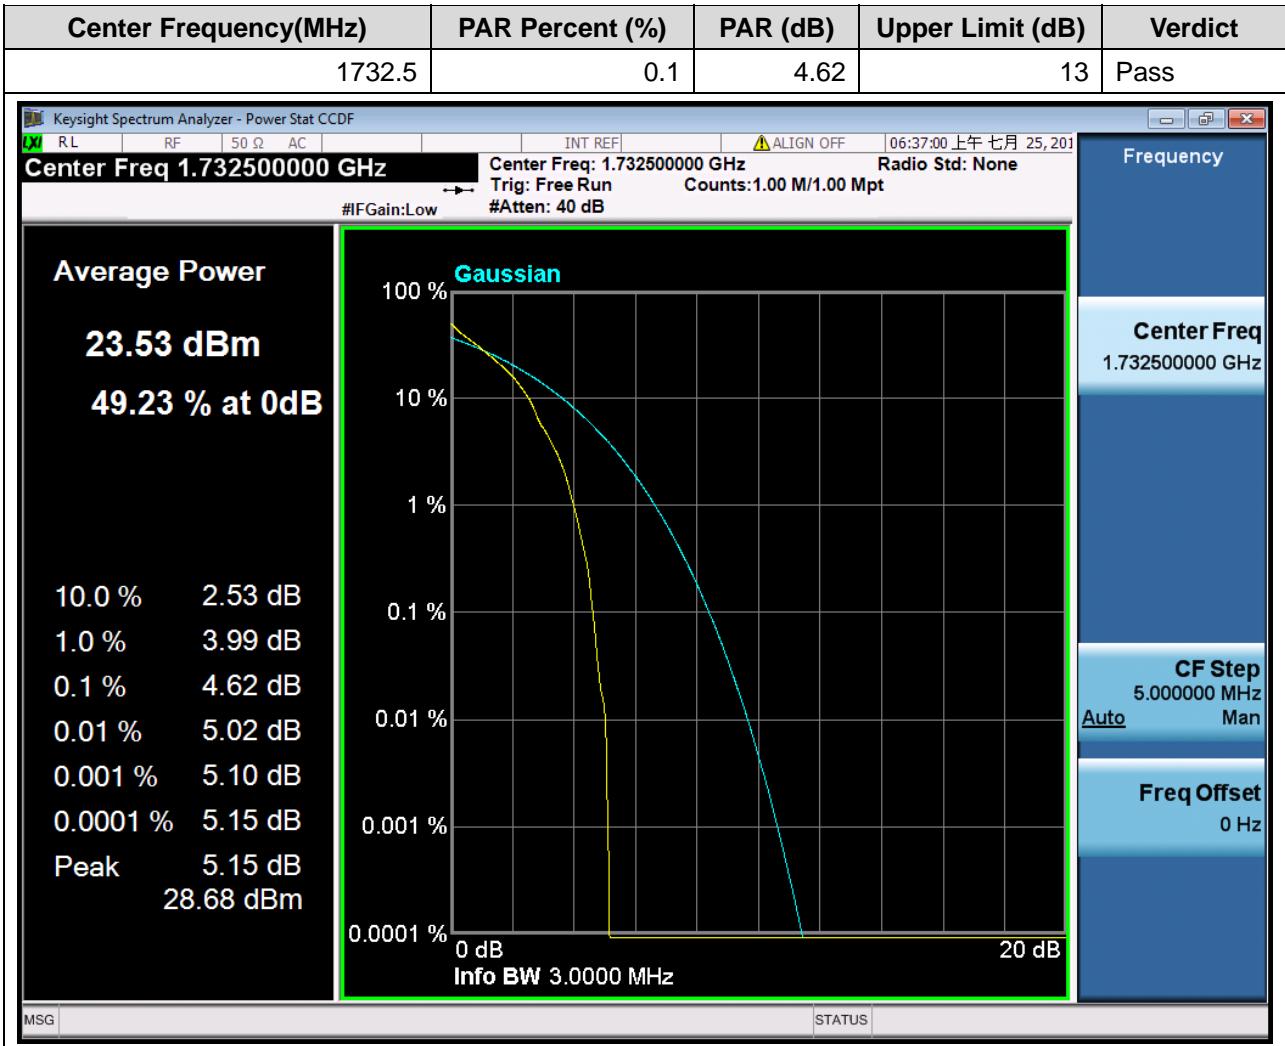 Center Frequency(MHz) PAR Percent (%) PAR (dB) Upper Limit (dB) Verdict
1732.5 0.1 4.62 13 Pass
Keysight Spectrum Analyzer - Power Stat CCDF
LXI RL RF 50 Ω AC INT REF ALIGN OFF 06:37:00 上午 七月 25, 201
Center Freq 1.732500000 GHz
Center Freq: 1.732500000 GHz Radio Std: None
Trig: Free Run Counts:1.00 M/1.00 Mpt
#IFGain:Low #Atten: 40 dB
Average Power
23.53 dBm
49.23 % at 0dB
10.0 % 2.53 dB
1.0 % 3.99 dB
0.1 % 4.62 dB
0.01 % 5.02 dB
0.001 % 5.10 dB
0.0001 % 5.15 dB
Peak 5.15 dB
28.68 dBm
Gaussian
100 %
10 %
1 %
0.1 %
0.01 %
0.001 %
0.0001 %
0 dB 20 dB
Info BW 3.0000 MHz
Frequency
Center Freq
1.732500000 GHz
CF Step
5.000000 MHz
Auto Man
Freq Offset
0 Hz
MSG STATUS